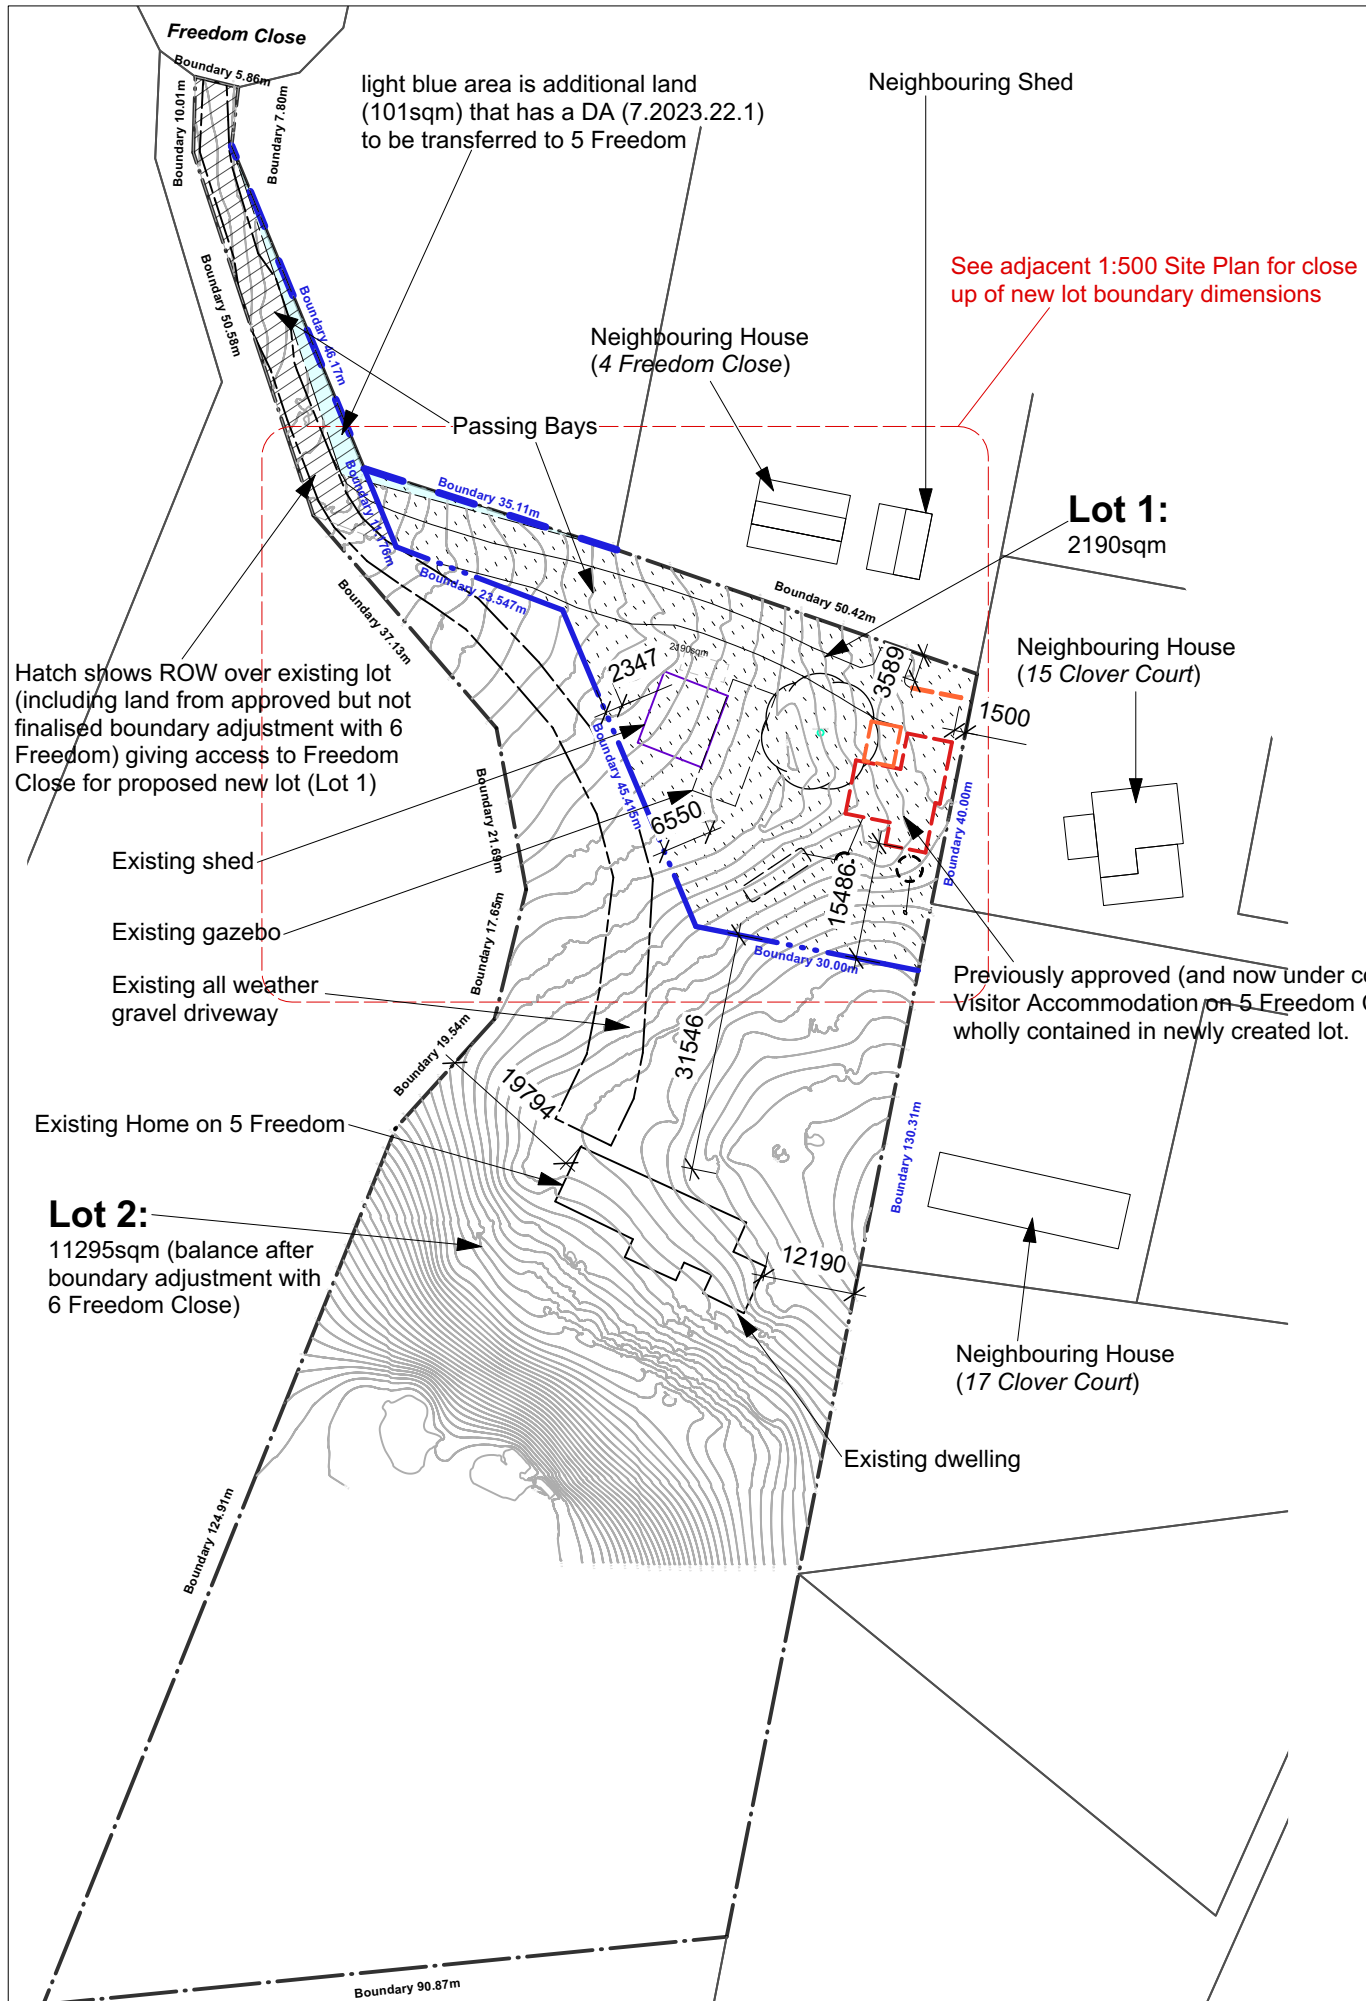 Freedom Close
Boundary 5.86m
Boundary 10.01m
Boundary 7.80m
light blue area is additional land
(101sqm) that has a DA (7.2023.22.1)
to be transferred to 5 Freedom
Neighbouring Shed
See adjacent 1:500 Site Plan for close
up of new lot boundary dimensions
Boundary 50.58m
Boundary 46.17m
Neighbouring House
(4 Freedom Close)
Passing Bays
Boundary 35.11m
Boundary 11.176m
Lot 1:
2190sqm
Boundary 23.547m
Boundary 37.13m
Boundary 50.42m
Neighbouring House
(15 Clover Court)
2190sqm
2347
3589
1500
Hatch shows ROW over existing lot
(including land from approved but not
finalised boundary adjustment with 6
Freedom) giving access to Freedom
Close for proposed new lot (Lot 1)
Boundary 45.415m
Boundary 21.69m
6550
Boundary 40.00m
Existing shed
15486
Existing gazebo
Boundary 17.65m
Boundary 30.00m
Existing all weather
gravel driveway
Previously approved (and now under co
Visitor Accommodation on 5 Freedom C
wholly contained in newly created lot.
Boundary 19.54m
31546
19794
Existing Home on 5 Freedom
Boundary 130.31m
Lot 2:
11295sqm (balance after
boundary adjustment with
6 Freedom Close)
12190
Neighbouring House
(17 Clover Court)
Existing dwelling
Boundary 124.91m
Boundary 90.87m